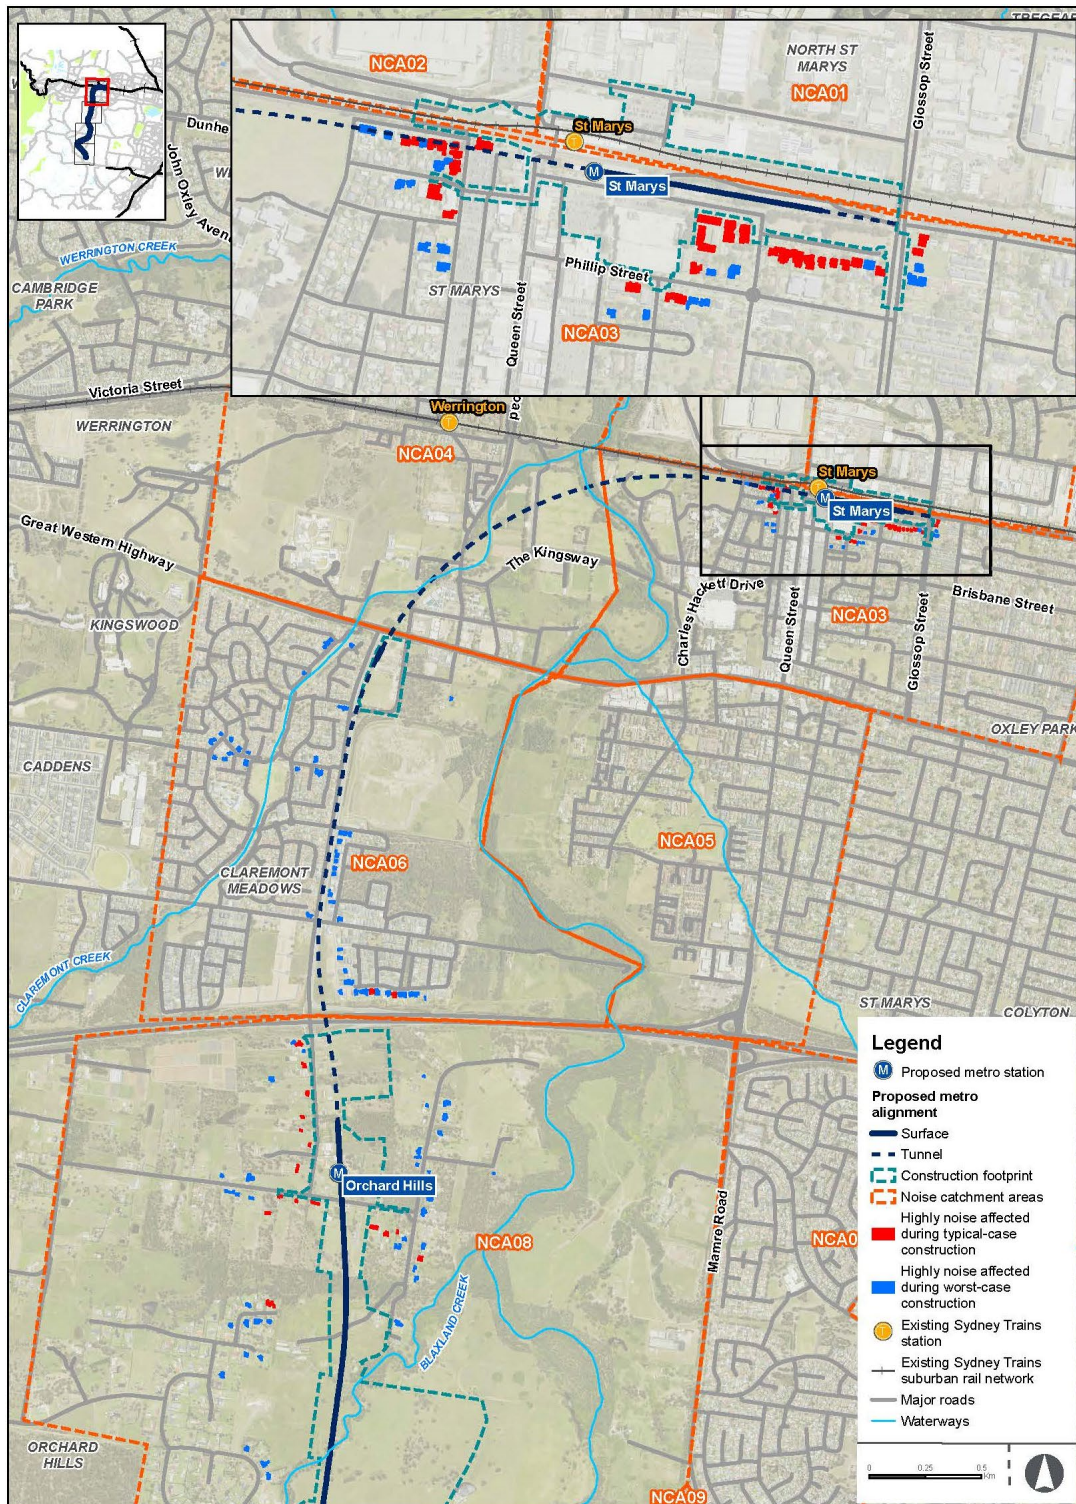 TREGEAR
NORTH ST
MARYS
NCA02
NCA01
Glossop Street
St Marys
M
St Marys
Phillip Street
ST MARYS
Queen Street
NCA03
John Oxley Avenu
WERRINGTON CREEK
CAMBRIDGE
PARK
Victoria Street
Werrington
WERRINGTON
NCA04
St Marys
M
St Marys
Great Western Highway
The Kingsway
Charles Hackett Drive
Queen Street
NCA03
Glossop Street
Brisbane Street
KINGSWOOD
OXLEY PARK
CADDENS
NCA05
NCA06
CLAREMONT
MEADOWS
CLAREMONT CREEK
ST MARYS
COLYTON
M
Orchard Hills
NCA08
Mamre Road
NCA0
BLAXLAND CREEK
ORCHARD
HILLS
NCA09
Legend
M
Proposed metro station
Proposed metro
alignment
Surface
Tunnel
Construction footprint
Noise catchment areas
Highly noise affected
during typical-case
construction
Highly noise affected
during worst-case
construction
T
Existing Sydney Trains
station
Existing Sydney Trains
suburban rail network
Major roads
Waterways
0 0.25 0.5
Km